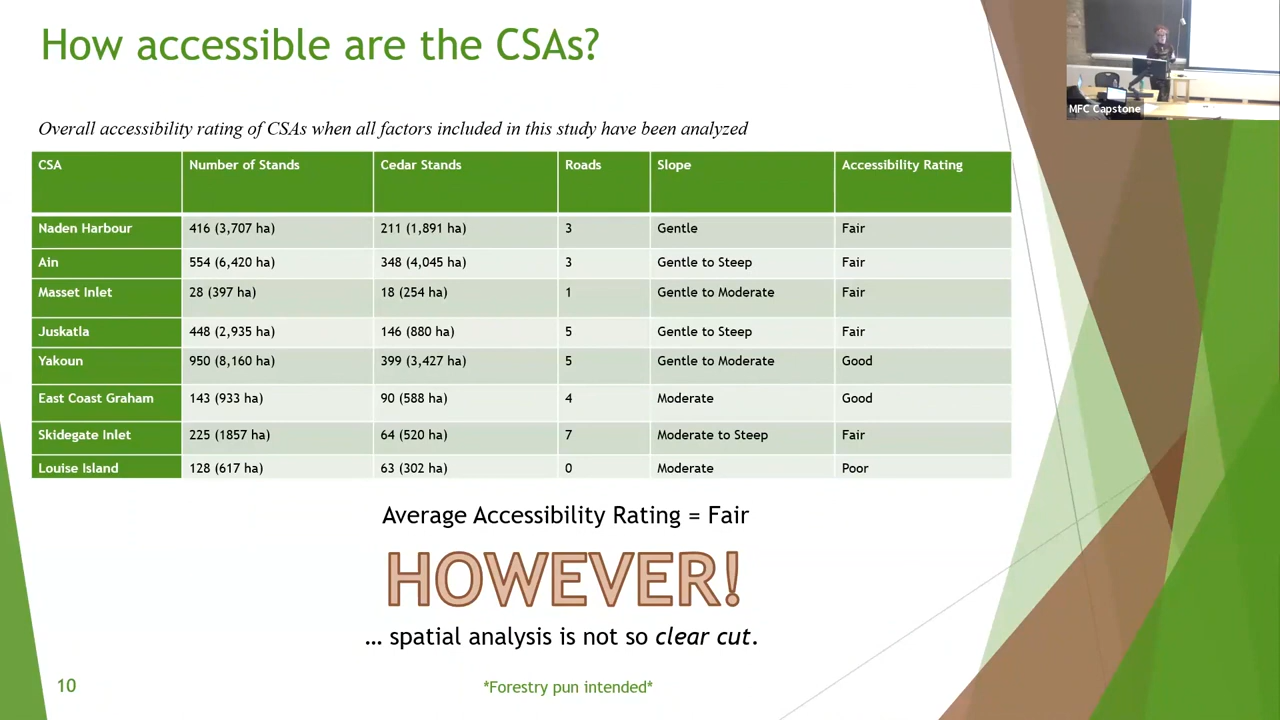 How accessible are the CSAs?
MFC Capstone
Overall accessibility rating of CSAs when all factors included in this study have been analyzed
CSA Number of Stands Cedar Stands Roads Slope Accessibility Rating
Naden Harbour 416 (3,707 ha) 211 (1,891 ha) 3 Gentle Fair
Ain 554 (6,420 ha) 348 (4,045 ha) 3 Gentle to Steep Fair
Masset Inlet 28 (397 ha) 18 (254 ha) 1 Gentle to Moderate Fair
Juskatla 448 (2,935 ha) 146 (880 ha) 5 Gentle to Steep Fair
Yakoun 950 (8,160 ha) 399 (3,427 ha) 5 Gentle to Moderate Good
East Coast Graham 143 (933 ha) 90 (588 ha) 4 Moderate Good
Skidegate Inlet 225 (1857 ha) 64 (520 ha) 7 Moderate to Steep Fair
Louise Island 128 (617 ha) 63 (302 ha) 0 Moderate Poor
Average Accessibility Rating = Fair
HOWEVER!
… spatial analysis is not so clear cut.
10
*Forestry pun intended*